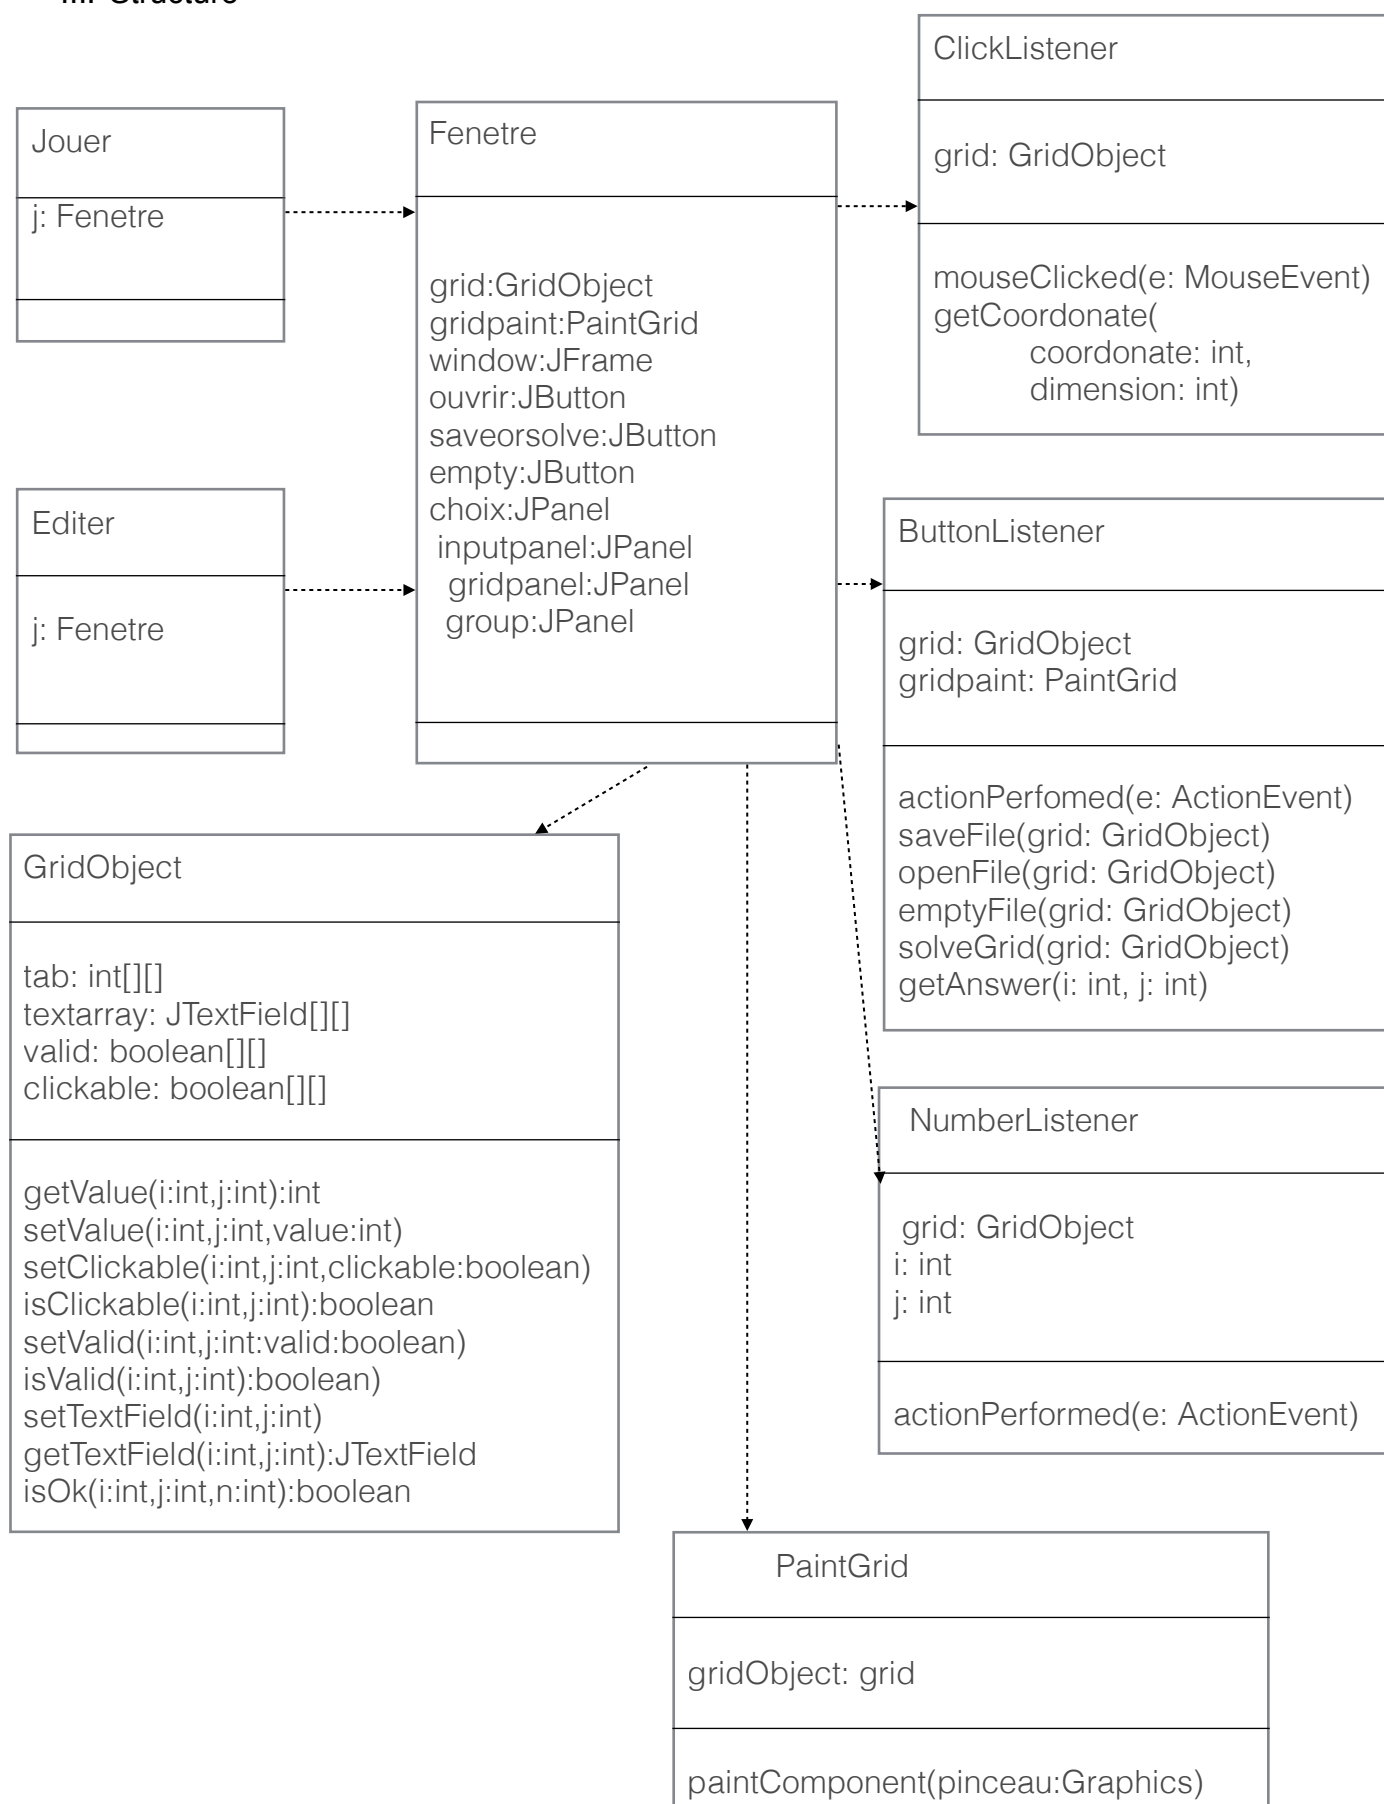 III. Structure
Jouer
j: Fenetre
Fenetre
grid:GridObject
gridpaint:PaintGrid
window:JFrame
ouvrir:JButton
saveorsolve:JButton
empty:JButton
choix:JPanel
inputpanel:JPanel
gridpanel:JPanel
group:JPanel
ClickListener
grid: GridObject
mouseClicked(e: MouseEvent)
getCoordonate(
coordonate: int,
dimension: int)
Editer
j: Fenetre
ButtonListener
grid: GridObject
gridpaint: PaintGrid
actionPerfomed(e: ActionEvent)
saveFile(grid: GridObject)
openFile(grid: GridObject)
emptyFile(grid: GridObject)
solveGrid(grid: GridObject)
getAnswer(i: int, j: int)
GridObject
tab: int[][]
textarray: JTextField[][]
valid: boolean[][]
clickable: boolean[][]
getValue(i:int,j:int):int
setValue(i:int,j:int,value:int)
setClickable(i:int,j:int,clickable:boolean)
isClickable(i:int,j:int):boolean
setValid(i:int,j:int:valid:boolean)
isValid(i:int,j:int):boolean)
setTextField(i:int,j:int)
getTextField(i:int,j:int):JTextField
isOk(i:int,j:int,n:int):boolean
NumberListener
grid: GridObject
i: int
j: int
actionPerformed(e: ActionEvent)
PaintGrid
gridObject: grid
paintComponent(pinceau:Graphics)